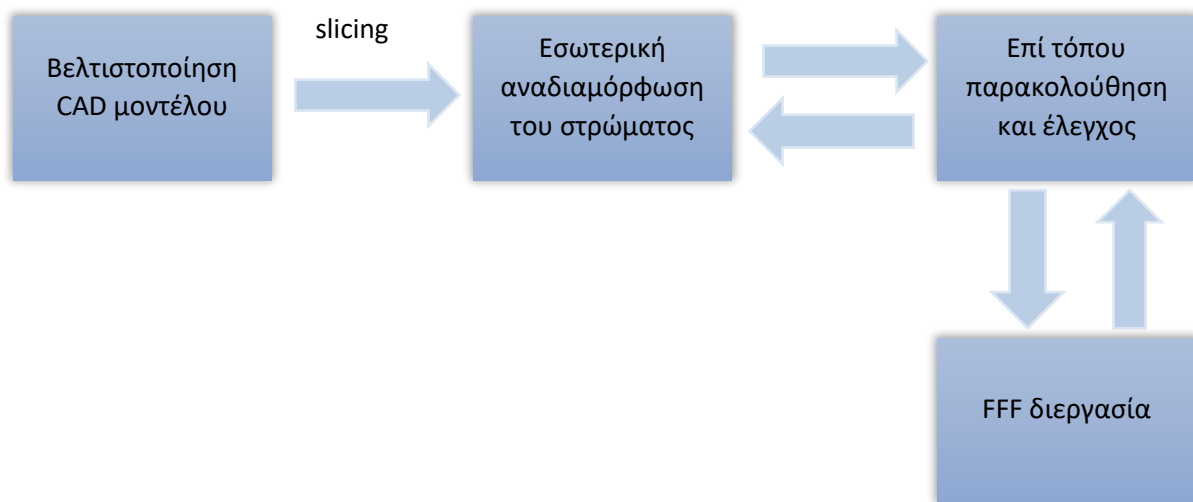 slicing
Βελτιστοποίηση
CAD μοντέλου
Εσωτερική
αναδιαμόρφωση
του στρώματος
Επί τόπου
παρακολούθηση
και έλεγχος
FFF διεργασία